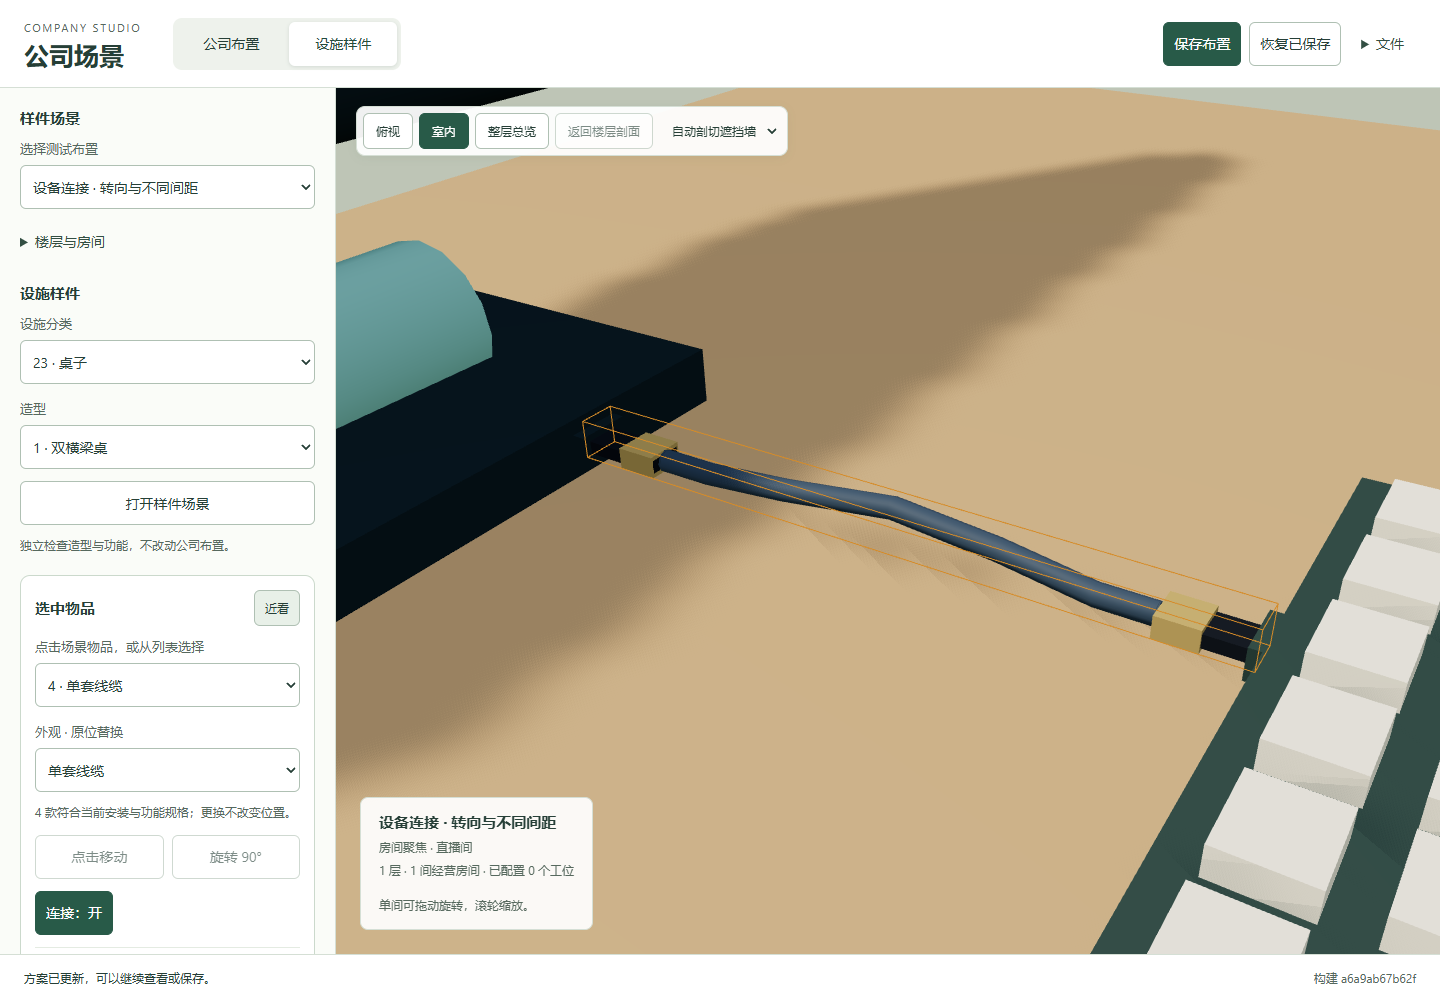 COMPANY STUDIO
公司场景
公司布置
设施样件
保存布置
恢复已保存
▶ 文件
样件场景
选择测试布置
设备连接 · 转向与不同间距
▶ 楼层与房间
设施样件
设施分类
23 · 桌子
造型
1 · 双横梁桌
打开样件场景
独立检查造型与功能，不改动公司布置。
选中物品
近看
点击场景物品，或从列表选择
4 · 单套线缆
外观 · 原位替换
单套线缆
4 款符合当前安装与功能规格；更换不改变位置。
点击移动
旋转 90°
连接：开
俯视
室内
整层总览
返回楼层剖面
自动剖切遮挡墙
设备连接 · 转向与不同间距
房间聚焦 · 直播间
1 层 · 1 间经营房间 · 已配置 0 个工位
单间可拖动旋转，滚轮缩放。
方案已更新，可以继续查看或保存。
构建 a6a9ab67b62f